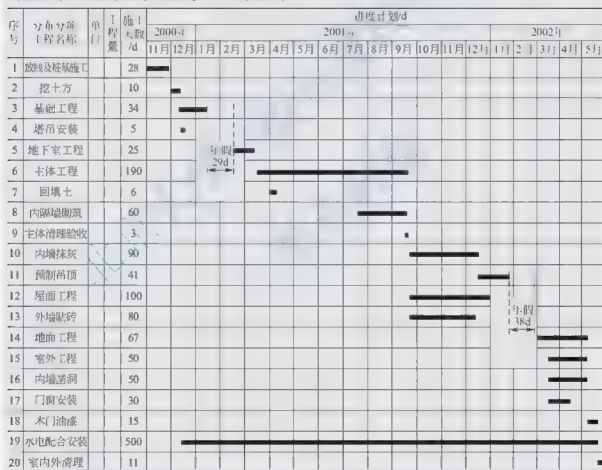 序号 分部分项工程名称 单位 工程量 施工天数/d 进度计划/d
2000年 2001年 2002年
11月 12月 1月 2月 3月 4月 5月 6月 7月 8月 9月 10月 11月 12月 1月 2月 3月 4月 5月
1 放线及桩基施工 28
2 挖土方 10
3 基础工程 34
4 塔吊安装 5
5 地下室工程 25
年假
29d
6 主体工程 190
7 回填土 6
8 内隔墙砌筑 60
9 主体清理验收 3
10 内墙抹灰 90
11 预制吊顶 41
12 屋面工程 100
13 外墙贴砖 80
年假
38d
14 地面工程 67
15 室外工程 50
16 内墙面 50
17 门窗安装 30
18 木门油漆 15
19 水电配合安装 500
20 室内外清理 11